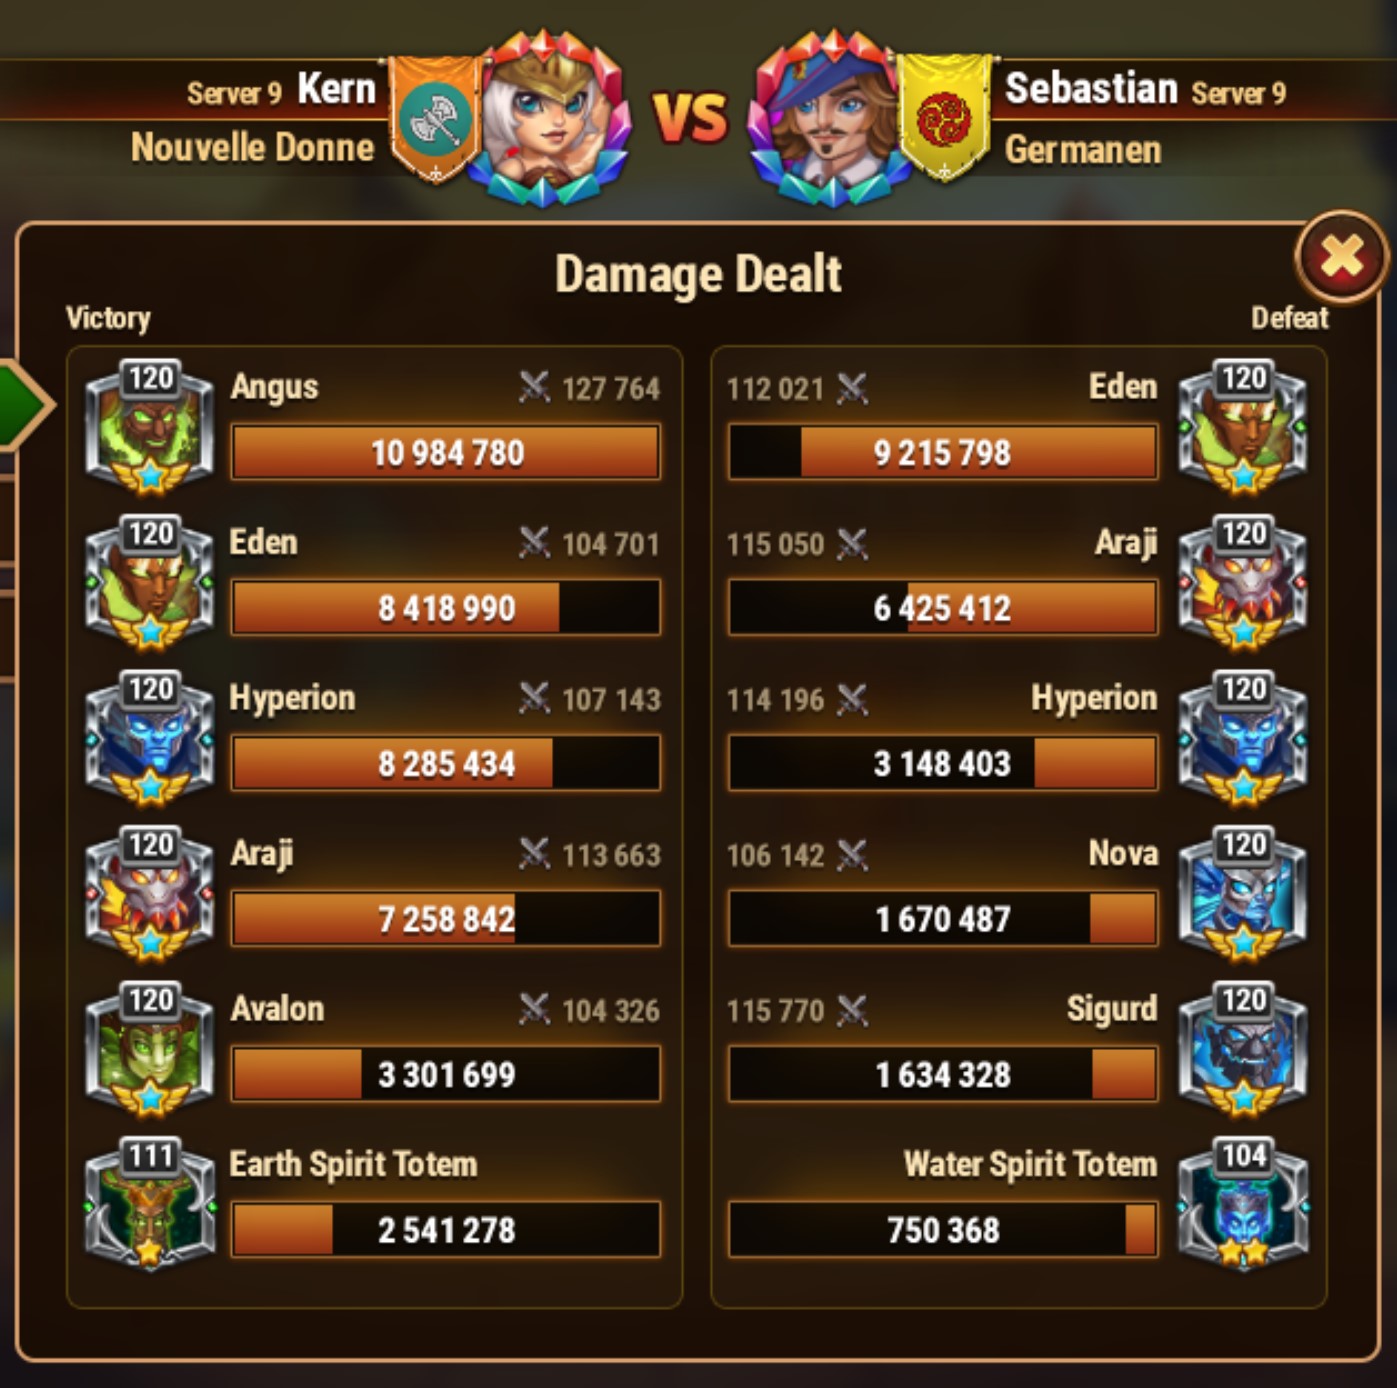 Server 9 Kern
Nouvelle Donne
VS
Sebastian Server 9
Germanen
Damage Dealt
Victory
Defeat
120
Angus
127 764
10 984 780
120
Eden
104 701
8 418 990
120
Hyperion
107 143
8 285 434
120
Araji
113 663
7 258 842
120
Avalon
104 326
3 301 699
111
Earth Spirit Totem
2 541 278
112 021
Eden
120
9 215 798
115 050
Araji
120
6 425 412
114 196
Hyperion
120
3 148 403
106 142
Nova
120
1 670 487
115 770
Sigurd
120
1 634 328
Water Spirit Totem
104
750 368